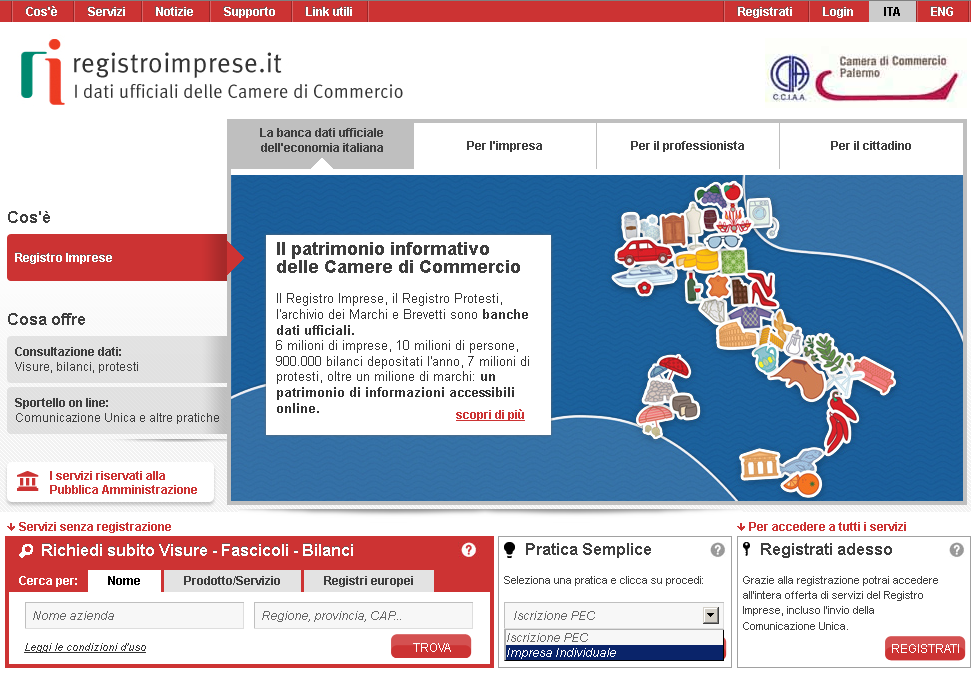 Cos'è Servizi Notizie Supporto Link utili Registrati Login ITA ENG
registroimprese.it
I dati ufficiali delle Camere di Commercio
C.C.I.A.A.
Camera di Commercio
Palermo
La banca dati ufficiale
dell'economia italiana
Per l'impresa
Per il professionista
Per il cittadino
Cos'è
Registro Imprese
Cosa offre
Consultazione dati:
Visure, bilanci, protesti
Sportello on line:
Comunicazione Unica e altre pratiche
I servizi riservati alla
Pubblica Amministrazione
Il patrimonio informativo
delle Camere di Commercio
Il Registro Imprese, il Registro Protesti,
l'archivio dei Marchi e Brevetti sono banche
dati ufficiali.
6 milioni di imprese, 10 milioni di persone,
900.000 bilanci depositati l'anno, 7 milioni di
protesti, oltre un milione di marchi: un
patrimonio di informazioni accessibili
online.
scopri di più
Servizi senza registrazione
Richiedi subito Visure - Fascicoli - Bilanci ?
Cerca per: Nome Prodotto/Servizio Registri europei
Nome azienda Regione, provincia, CAP...
Leggi le condizioni d'uso TROVA
Pratica Semplice ?
Seleziona una pratica e clicca su procedi:
Iscrizione PEC
Iscrizione PEC
Impresa Individuale
Per accedere a tutti i servizi
Registrati adesso ?
Grazie alla registrazione potrai accedere
all'intera offerta di servizi del Registro
Imprese, incluso l'invio della
Comunicazione Unica.
REGISTRATI